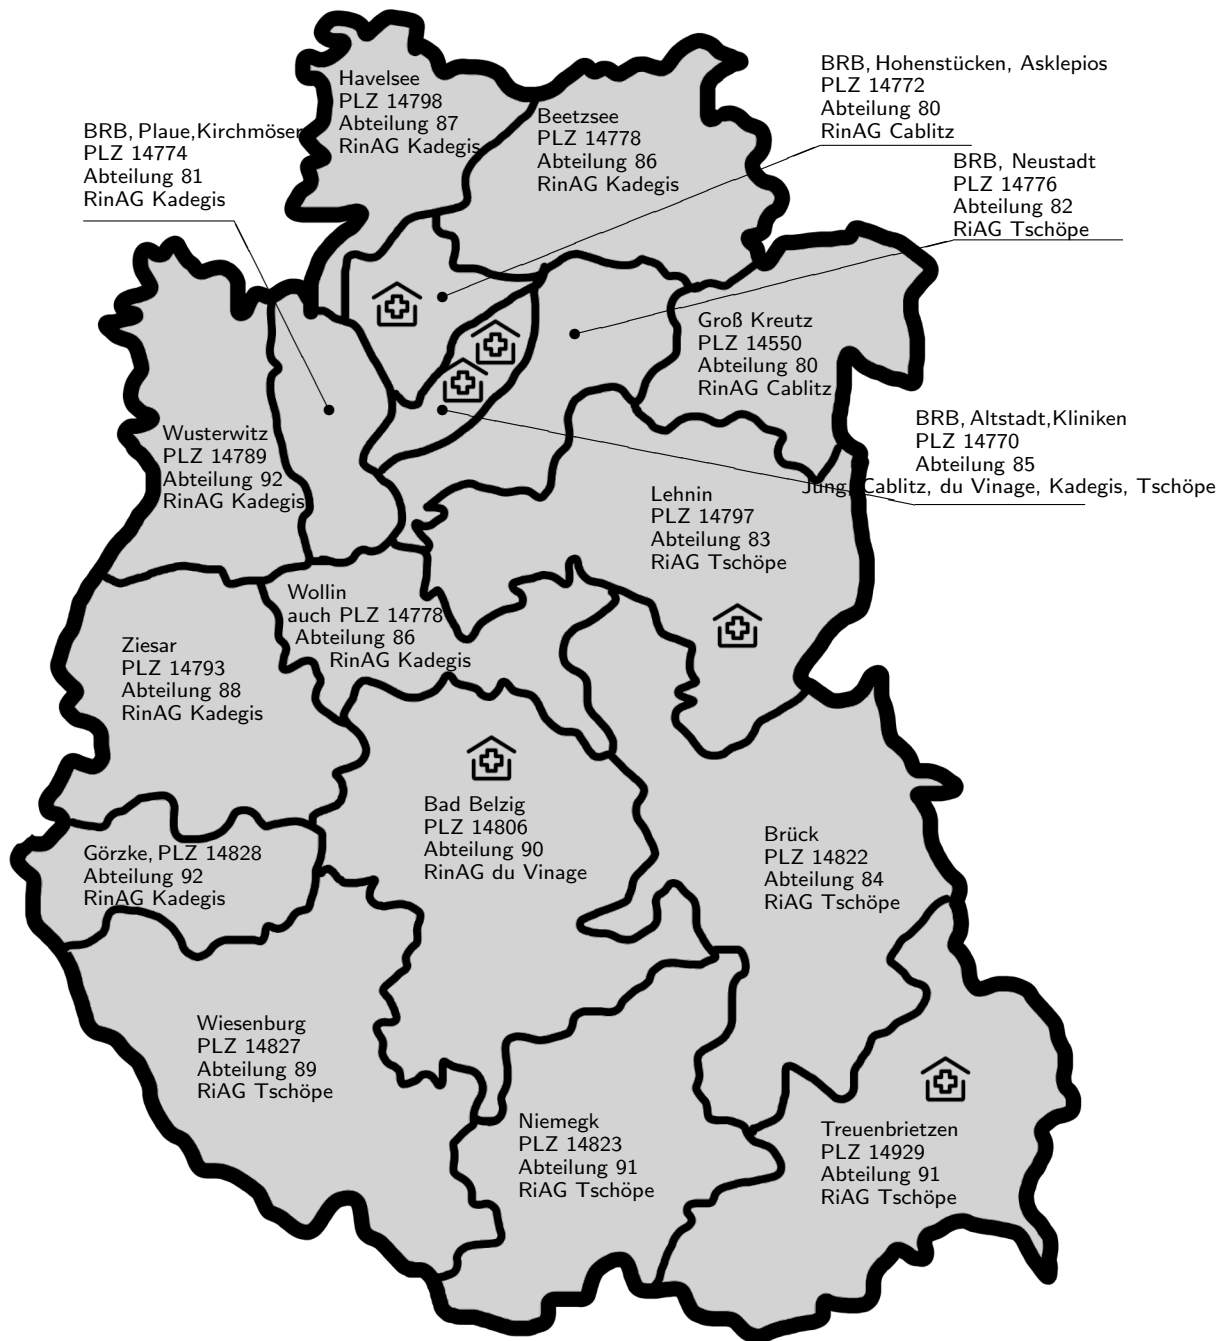 Havelsee
PLZ 14798
Abteilung 87
RinAG Kadegis
Beetzsee
PLZ 14778
Abteilung 86
RinAG Kadegis
BRB, Hohenstücken, Asklepios
PLZ 14772
Abteilung 80
RinAG Cablitz
BRB, Plaue,Kirchmöser
PLZ 14774
Abteilung 81
RinAG Kadegis
BRB, Neustadt
PLZ 14776
Abteilung 82
RiAG Tschöpe
Groß Kreutz
PLZ 14550
Abteilung 80
RinAG Cablitz
BRB, Altstadt,Kliniken
PLZ 14770
Abteilung 85
Jung, Cablitz, du Vinage, Kadegis, Tschöpe
Wusterwitz
PLZ 14789
Abteilung 92
RinAG Kadegis
Lehnin
PLZ 14797
Abteilung 83
RiAG Tschöpe
Wollin
auch PLZ 14778
Abteilung 86
RinAG Kadegis
Ziesar
PLZ 14793
Abteilung 88
RinAG Kadegis
Bad Belzig
PLZ 14806
Abteilung 90
RinAG du Vinage
Brück
PLZ 14822
Abteilung 84
RiAG Tschöpe
Görzke, PLZ 14828
Abteilung 92
RinAG Kadegis
Wiesenburg
PLZ 14827
Abteilung 89
RiAG Tschöpe
Niemegk
PLZ 14823
Abteilung 91
RiAG Tschöpe
Treuenbrietzen
PLZ 14929
Abteilung 91
RiAG Tschöpe